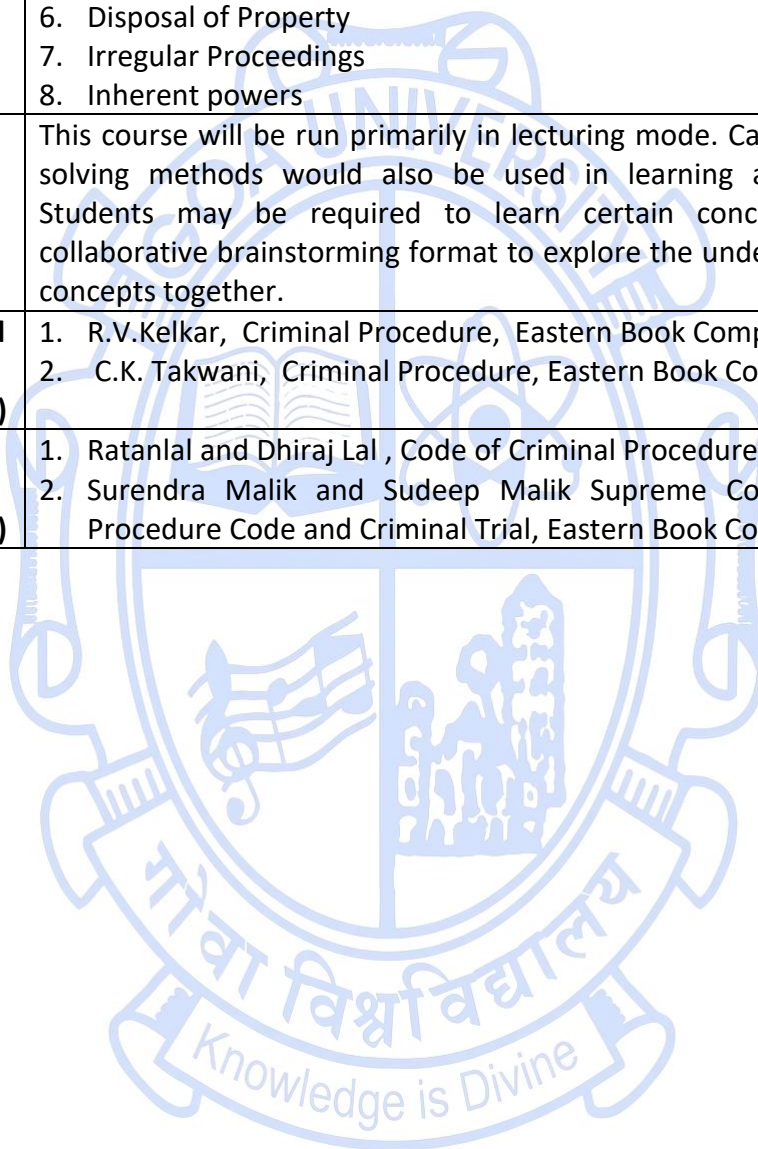 6. Disposal of Property
7. Irregular Proceedings
8. Inherent powers
This course will be run primarily in lecturing mode. Ca
solving methods would also be used in learning a
Students may be required to learn certain conc
collaborative brainstorming format to explore the unde
concepts together.
1. R.V.Kelkar, Criminal Procedure, Eastern Book Comp
2. C.K. Takwani, Criminal Procedure, Eastern Book Co
)
1. Ratanlal and Dhiraj Lal , Code of Criminal Procedure
2. Surendra Malik and Sudeep Malik Supreme Co
) Procedure Code and Criminal Trial, Eastern Book Co
GOA UNIVERSITY
गोंवा विश्वविद्यालय
Knowledge is Divine